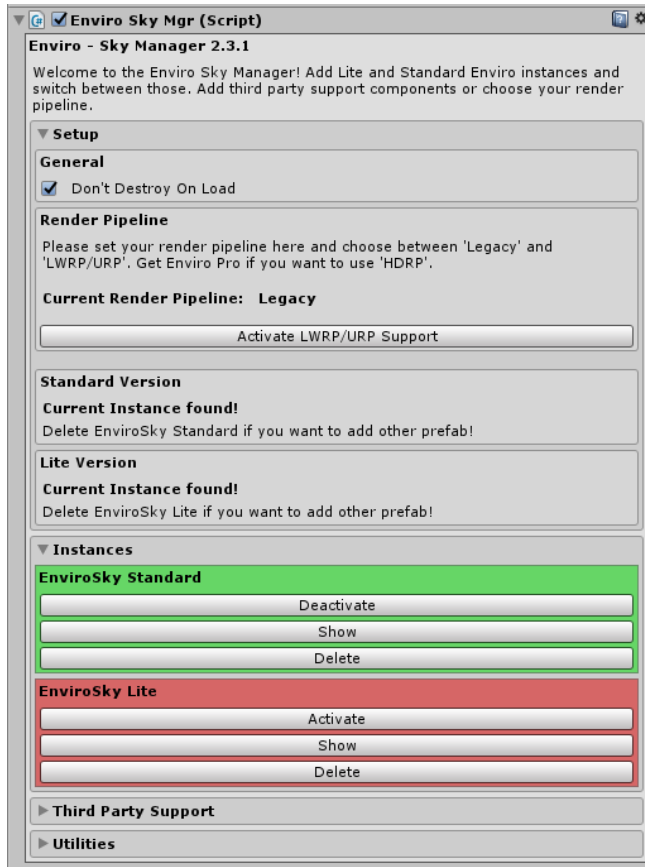 Enviro Sky Mgr (Script)
Enviro - Sky Manager 2.3.1
Welcome to the Enviro Sky Manager! Add Lite and Standard Enviro instances and
switch between those. Add third party support components or choose your render
pipeline.
Setup
General
Don't Destroy On Load
Render Pipeline
Please set your render pipeline here and choose between 'Legacy' and
'LWRP/URP'. Get Enviro Pro if you want to use 'HDRP'.
Current Render Pipeline: Legacy
Activate LWRP/URP Support
Standard Version
Current Instance found!
Delete EnviroSky Standard if you want to add other prefab!
Lite Version
Current Instance found!
Delete EnviroSky Lite if you want to add other prefab!
Instances
EnviroSky Standard
Deactivate
Show
Delete
EnviroSky Lite
Activate
Show
Delete
Third Party Support
Utilities